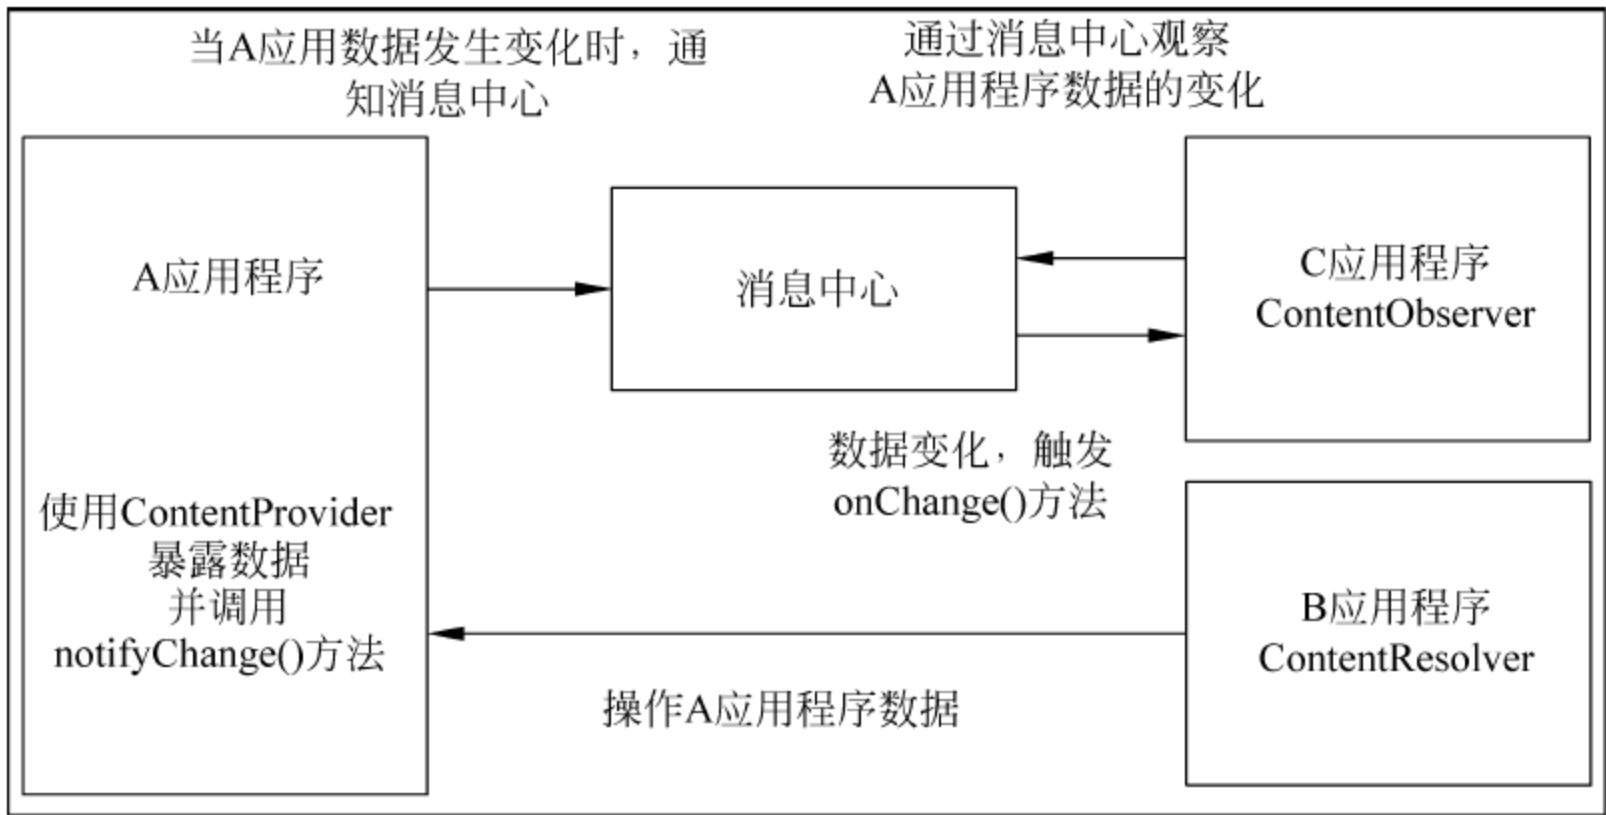 当A应用数据发生变化时，通
知消息中心
通过消息中心观察
A应用程序数据的变化
A应用程序
使用ContentProvider
暴露数据
并调用
notifyChange()方法
消息中心
C应用程序
ContentObserver
数据变化，触发
onChange()方法
B应用程序
ContentResolver
操作A应用程序数据